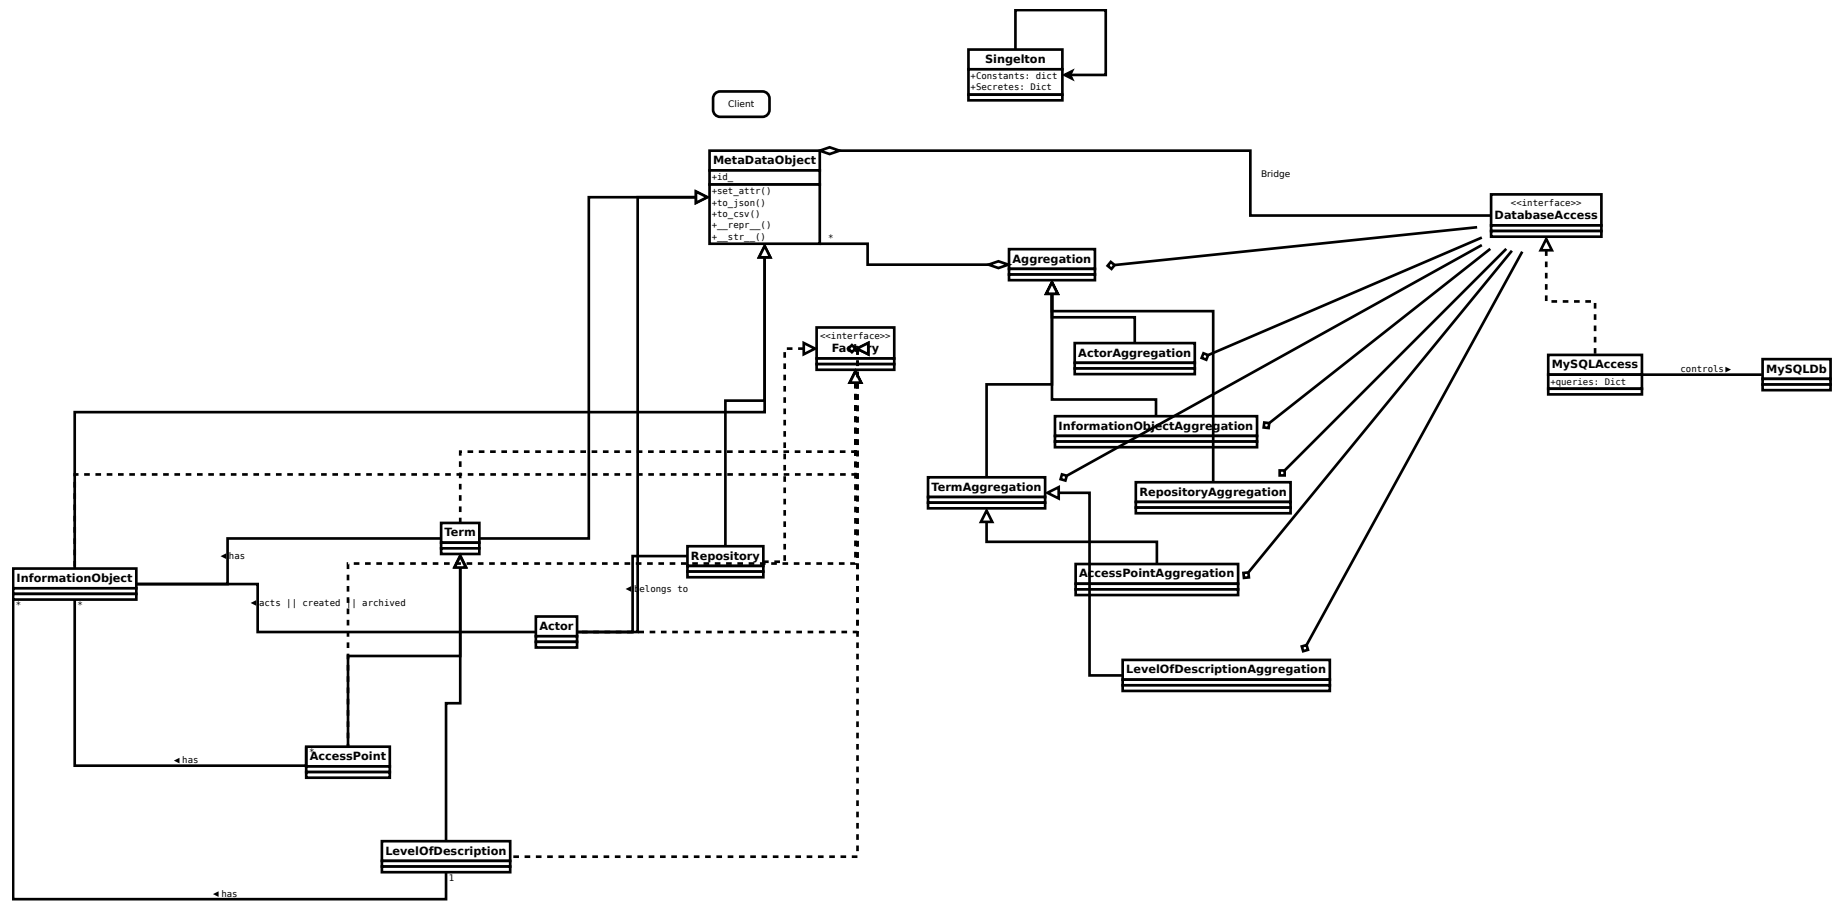 Singelton
+Constants: dict
+Secretes: Dict
Client
MetaDataObject
+id_
+set_attr()
+to_json()
+to_csv()
+__repr__()
+__str__()
*
Bridge
<<interface>>
DatabaseAccess
Aggregation
<<interface>>
Factory
ActorAggregation
MySQLAccess
+queries: Dict
controls
MySQLDb
InformationObjectAggregation
TermAggregation
RepositoryAggregation
Term
has
Repository
InformationObject
*
*
AccessPointAggregation
belongs to
acts || created || archived
Actor
LevelOfDescriptionAggregation
*
AccessPoint
has
LevelOfDescription
1
has